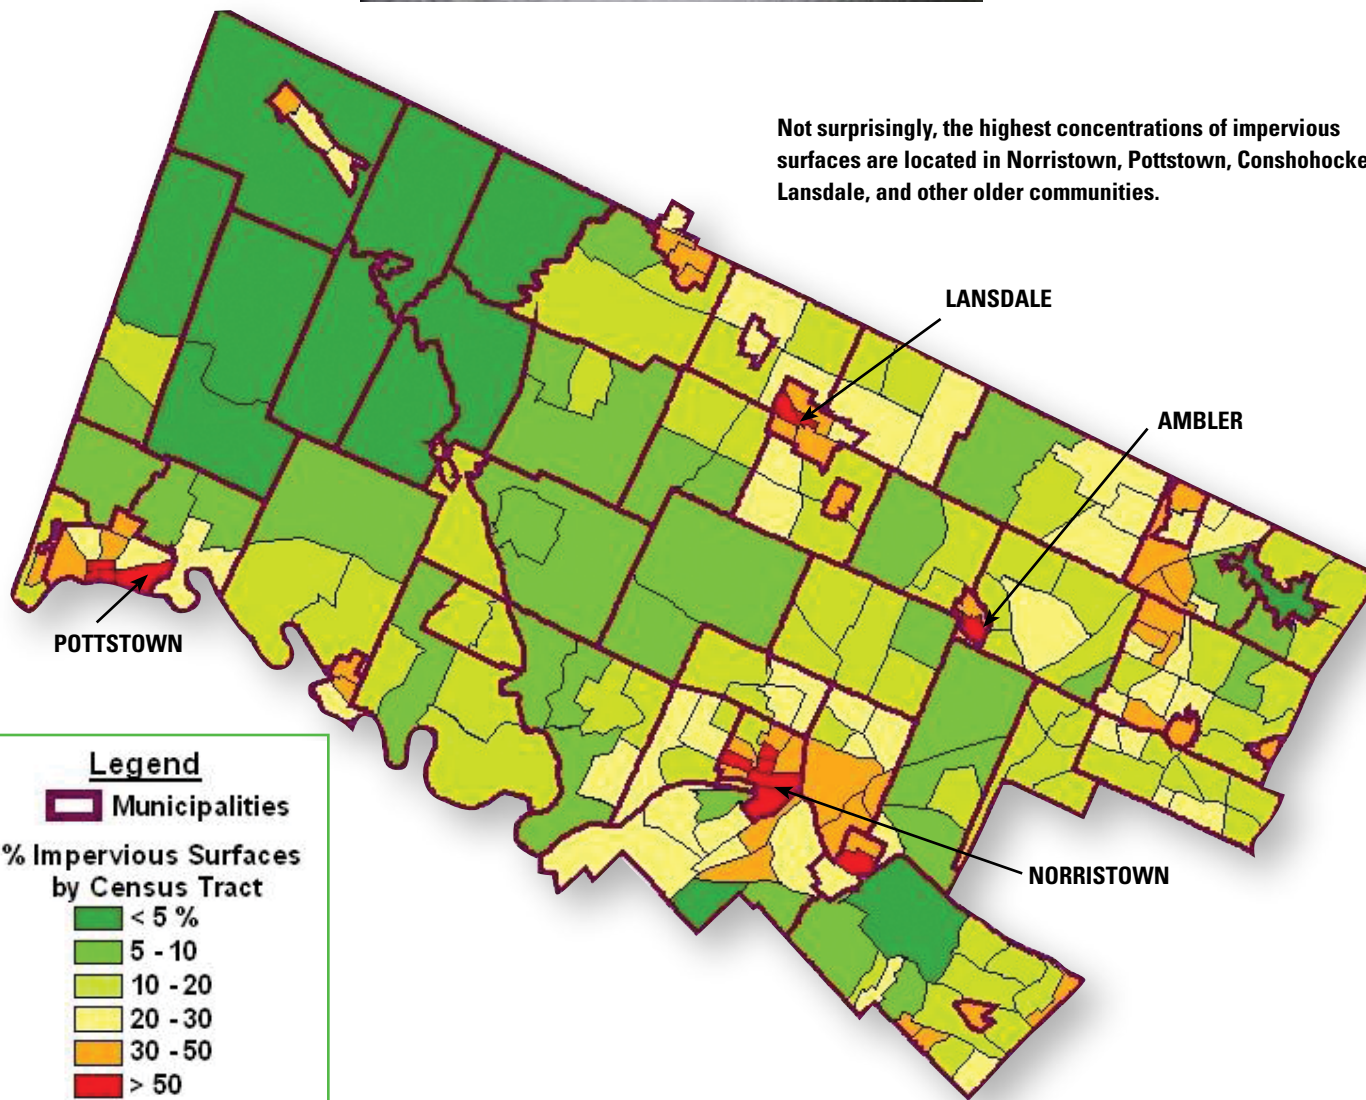 Not surprisingly, the highest concentrations of impervious
surfaces are located in Norristown, Pottstown, Conshohocke
Lansdale, and other older communities.
LANSDALE
AMBLER
POTTSTOWN
NORRISTOWN
Legend
Municipalities
% Impervious Surfaces
by Census Tract
< 5 %
5 - 10
10 - 20
20 - 30
30 - 50
> 50